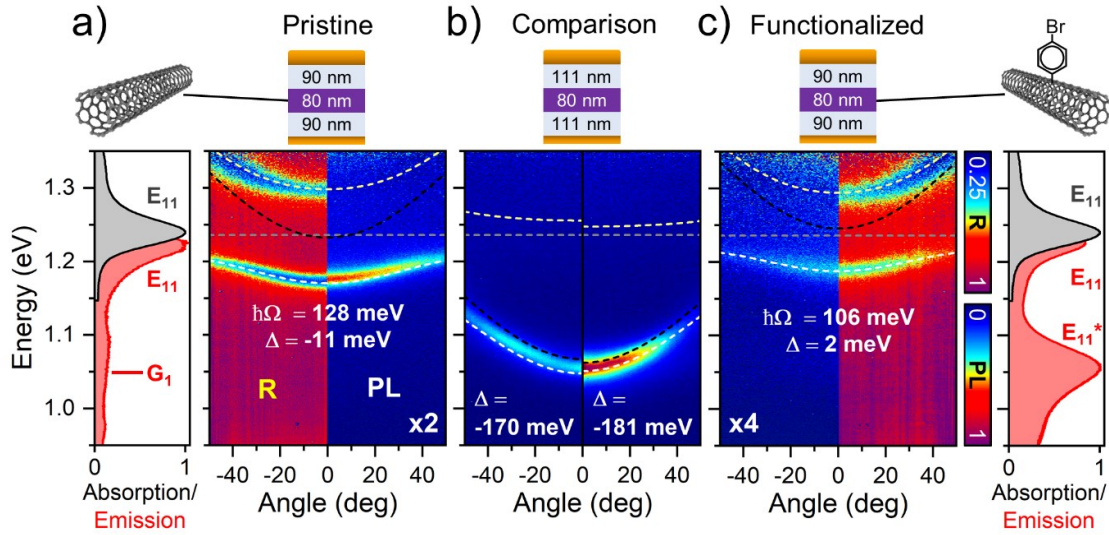 a)
Pristine
b)
Comparison
c)
Functionalized
Br
90 nm
80 nm
90 nm
111 nm
80 nm
111 nm
90 nm
80 nm
90 nm
Energy (eV)
1.3
1.2
1.1
1.0
E₁₁
E₁₁
G₁
0 1
Absorption/
Emission
ħΩ = 128 meV
Δ = -11 meV
R
PL
x2
-40 -20 0 20 40
Angle (deg)
Δ =
-170 meV
Δ =
-181 meV
-40 -20 0 20 40
Angle (deg)
ħΩ = 106 meV
Δ = 2 meV
x4
-40 -20 0 20 40
Angle (deg)
0.25
R
1
0
PL
1
E₁₁
E₁₁
E₁₁*
0 1
Absorption/
Emission